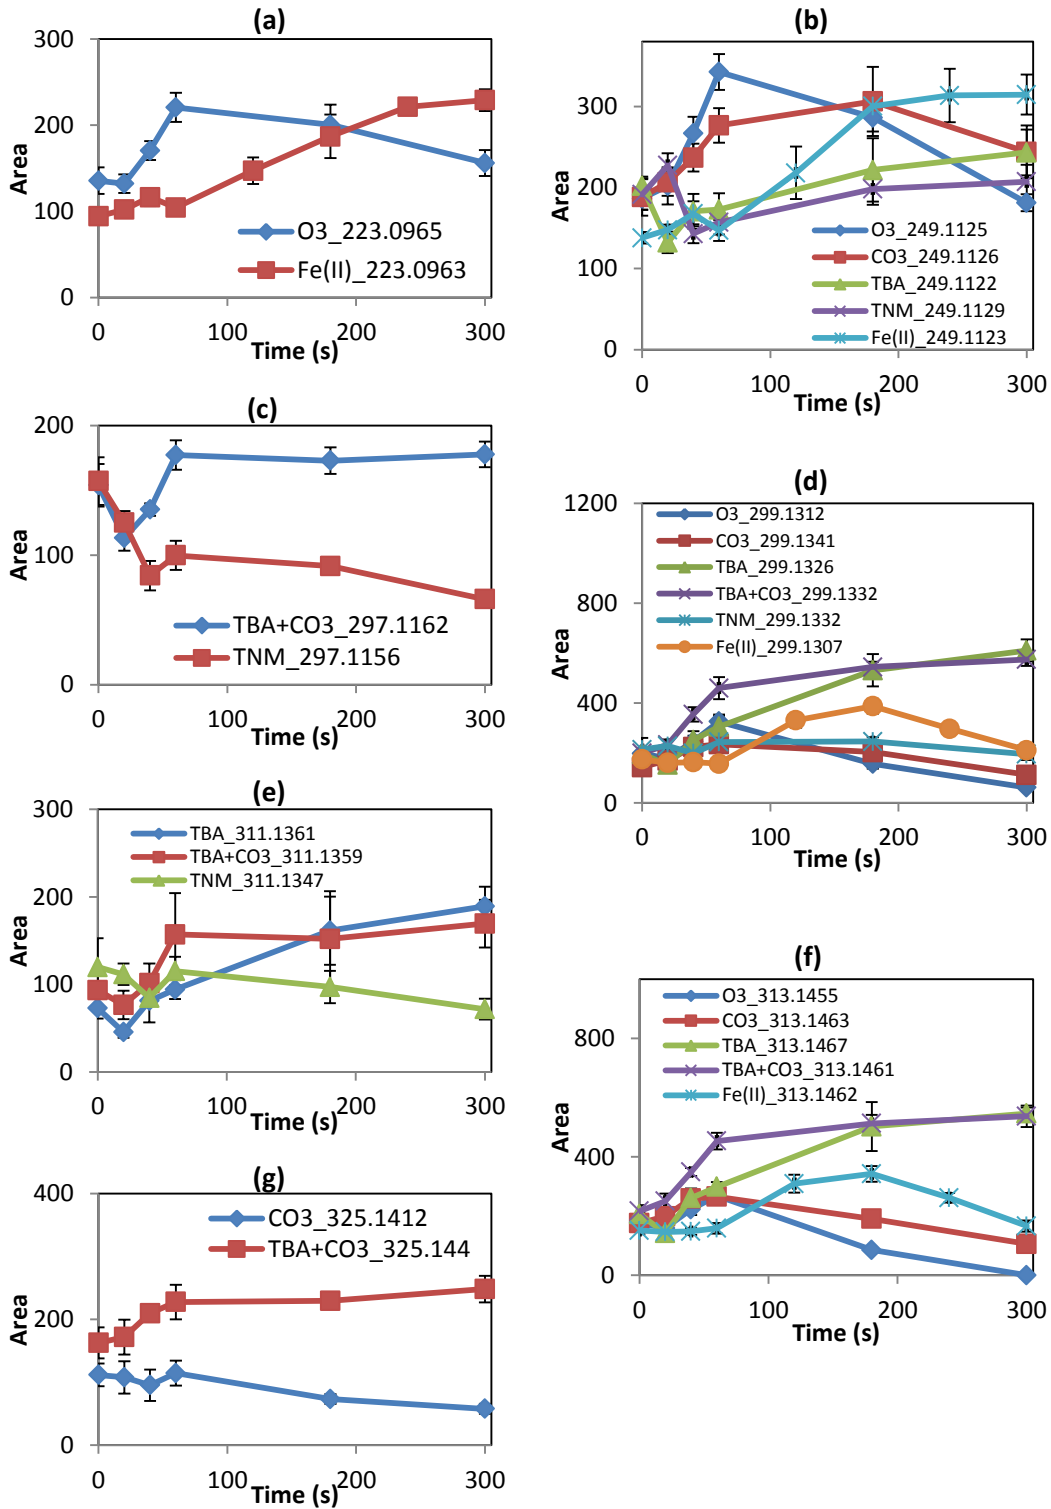 (a)
300
200
100
0
Area
O3_223.0965
Fe(II)_223.0963
0 100 200 300
Time (s)
(b)
300
200
100
0
Area
O3_249.1125
CO3_249.1126
TBA_249.1122
TNM_249.1129
Fe(II)_249.1123
0 100 200 300
Time (s)
(c)
200
100
0
Area
TBA+CO3_297.1162
TNM_297.1156
0 100 200 300
Time (s)
(d)
1200
800
400
0
Area
O3_299.1312
CO3_299.1341
TBA_299.1326
TBA+CO3_299.1332
TNM_299.1332
Fe(II)_299.1307
0 100 200 300
Time (s)
(e)
300
200
100
0
Area
TBA_311.1361
TBA+CO3_311.1359
TNM_311.1347
0 100 200 300
Time (s)
(f)
800
400
0
Area
O3_313.1455
CO3_313.1463
TBA_313.1467
TBA+CO3_313.1461
Fe(II)_313.1462
0 100 200 300
Time (s)
(g)
400
200
0
Area
CO3_325.1412
TBA+CO3_325.144
0 100 200 300
Time (s)